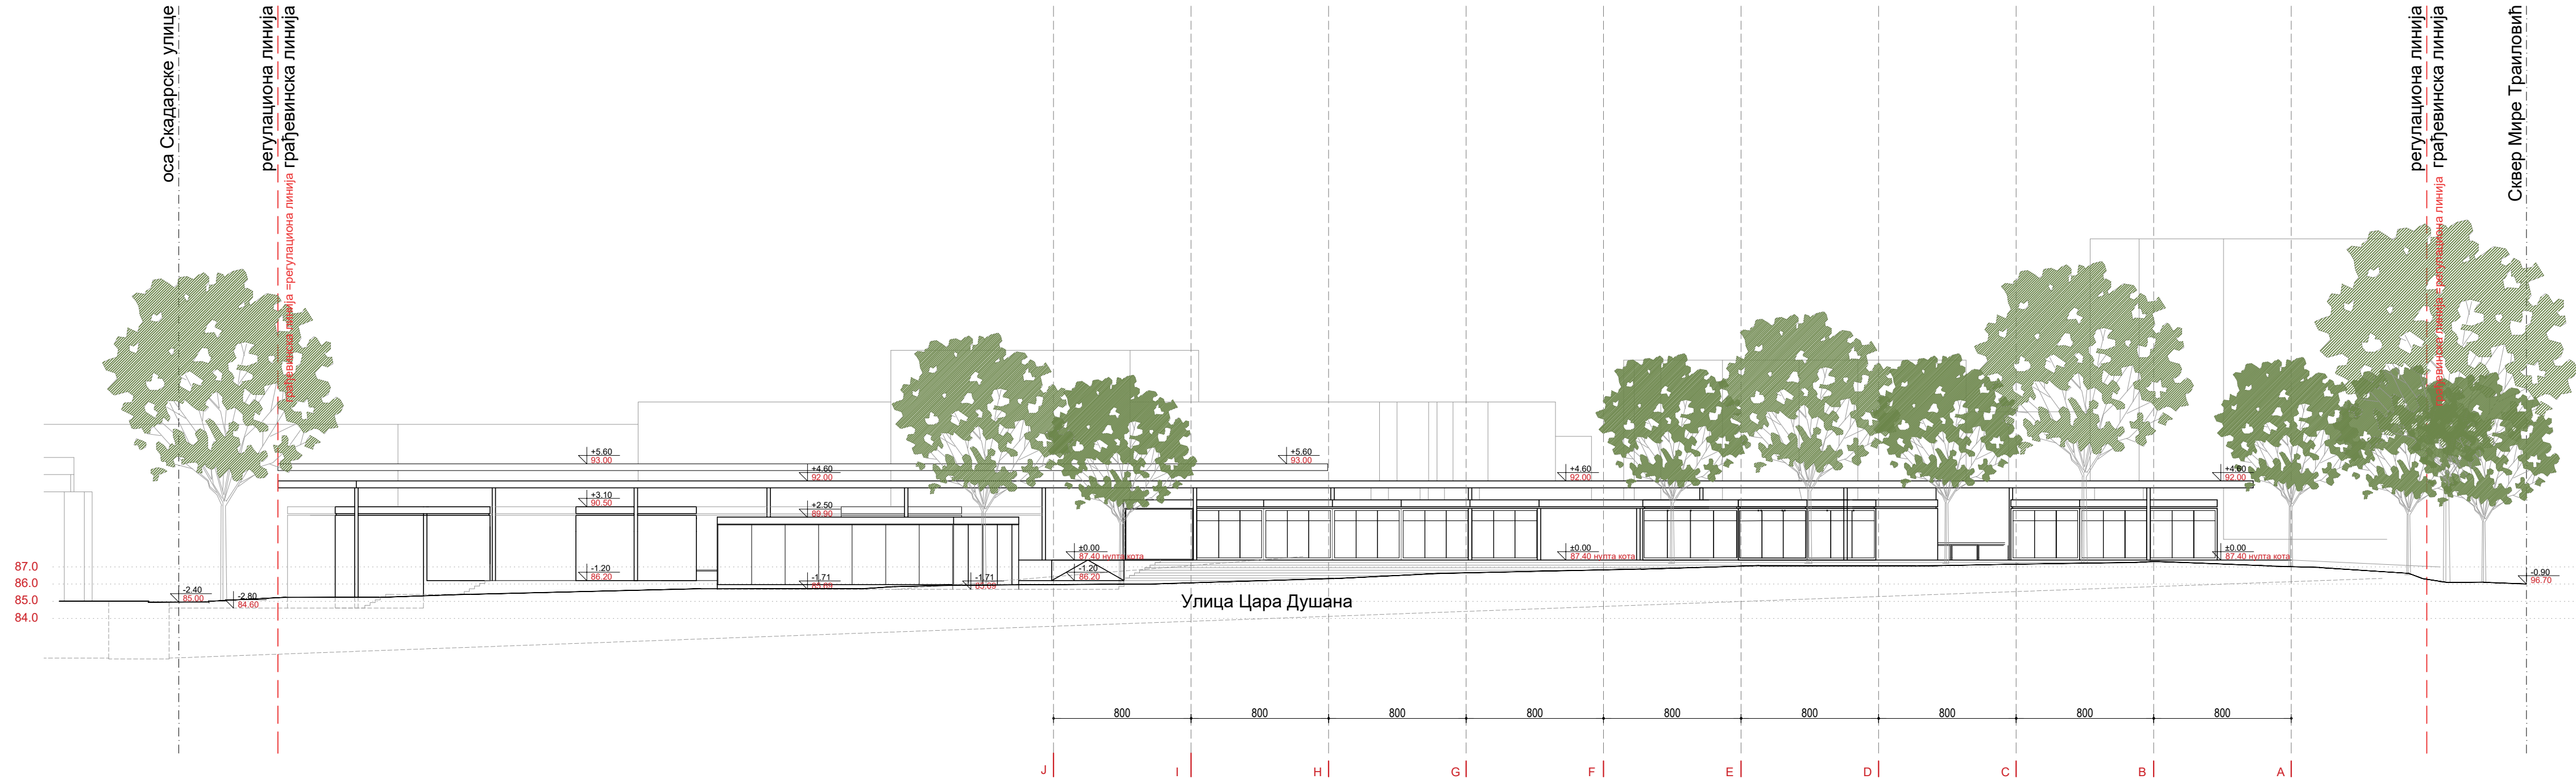 оса Скадарске улице
регулациона линија
грађевинска линија
грађевинска линија =регулациона линија
регулациона линија
грађевинска линија
грађевинска линија =регулациона линија
Сквер Мире Траиловић
+5.60
93.00
+5.60
93.00
+4.60
92.00
+4.60
92.00
+4.60
92.00
+3.10
90.50
+2.50
89.90
±0.00
87.40 нулта кота
±0.00
87.40 нулта кота
±0.00
87.40 нулта кота
-1.20
86.20
-1.20
86.20
-1.71
-1.71
-0.90
96.70
87.0
86.0
85.0
84.0
-2.40
85.00
-2.80
84.60
Улица Цара Душана
800 800 800 800 800 800 800 800 800
J I H G F E D C B A